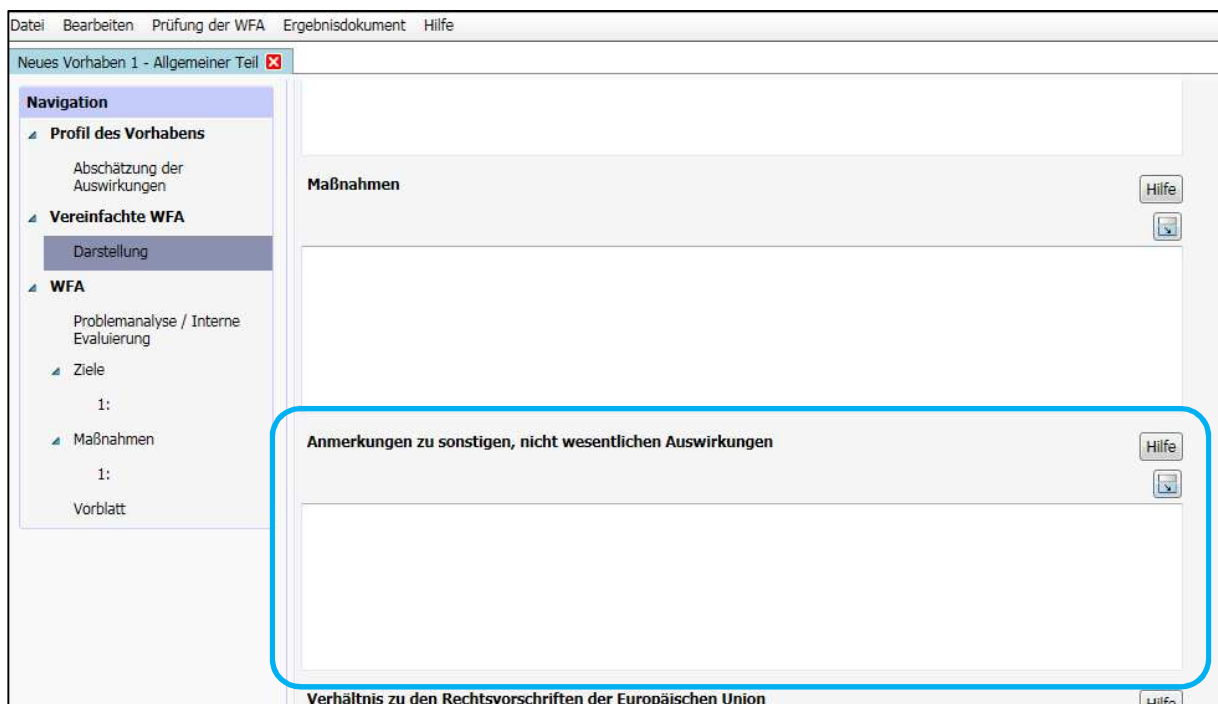 Datei Bearbeiten Prüfung der WFA Ergebnisdokument Hilfe
Neues Vorhaben 1 - Allgemeiner Teil
Navigation
Profil des Vorhabens
Abschätzung der
Auswirkungen
Vereinfachte WFA
Darstellung
WFA
Problemanalyse / Interne
Evaluierung
Ziele
1:
Maßnahmen
1:
Vorblatt
Maßnahmen
Hilfe
Anmerkungen zu sonstigen, nicht wesentlichen Auswirkungen
Hilfe
Verhältnis zu den Rechtsvorschriften der Europäischen Union
Hilfe